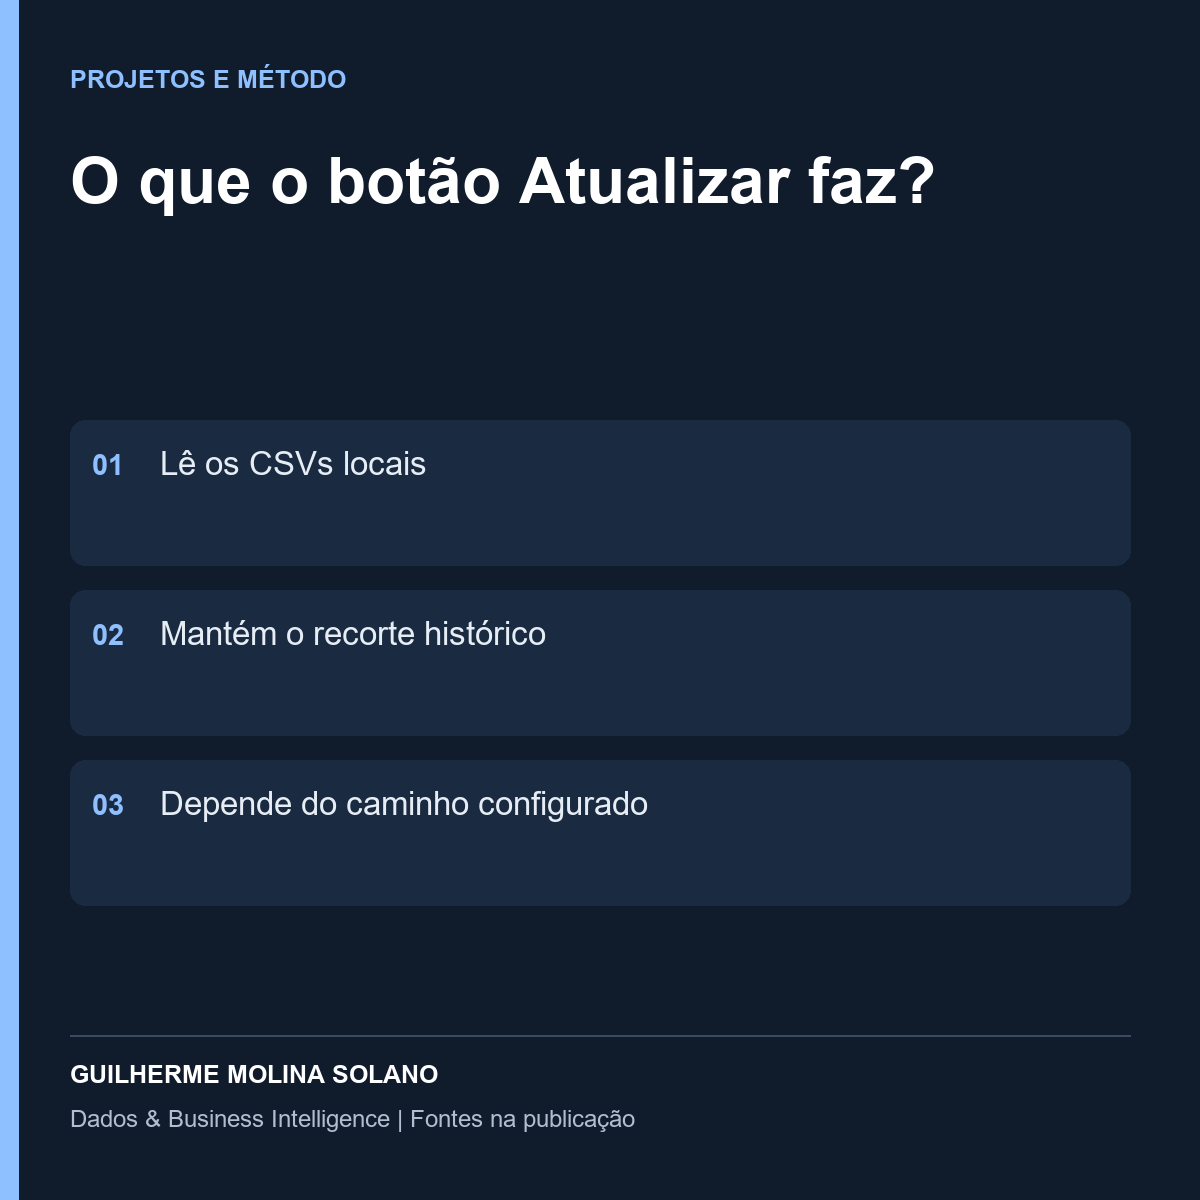 PROJETOS E MÉTODO
O que o botão Atualizar faz?
01 Lê os CSVs locais
02 Mantém o recorte histórico
03 Depende do caminho configurado
GUILHERME MOLINA SOLANO
Dados & Business Intelligence | Fontes na publicação